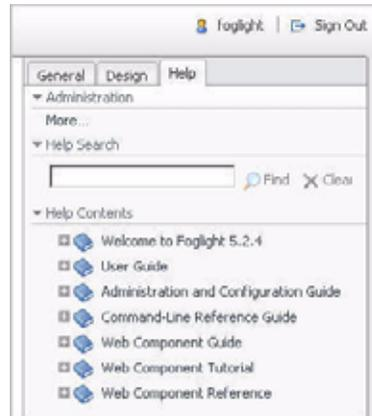 foglight | Sign Out
General Design Help
Administration
More...
Help Search
Find Clear
Help Contents
Welcome to Foglight 5.2.4
User Guide
Administration and Configuration Guide
Command-Line Reference Guide
Web Component Guide
Web Component Tutorial
Web Component Reference